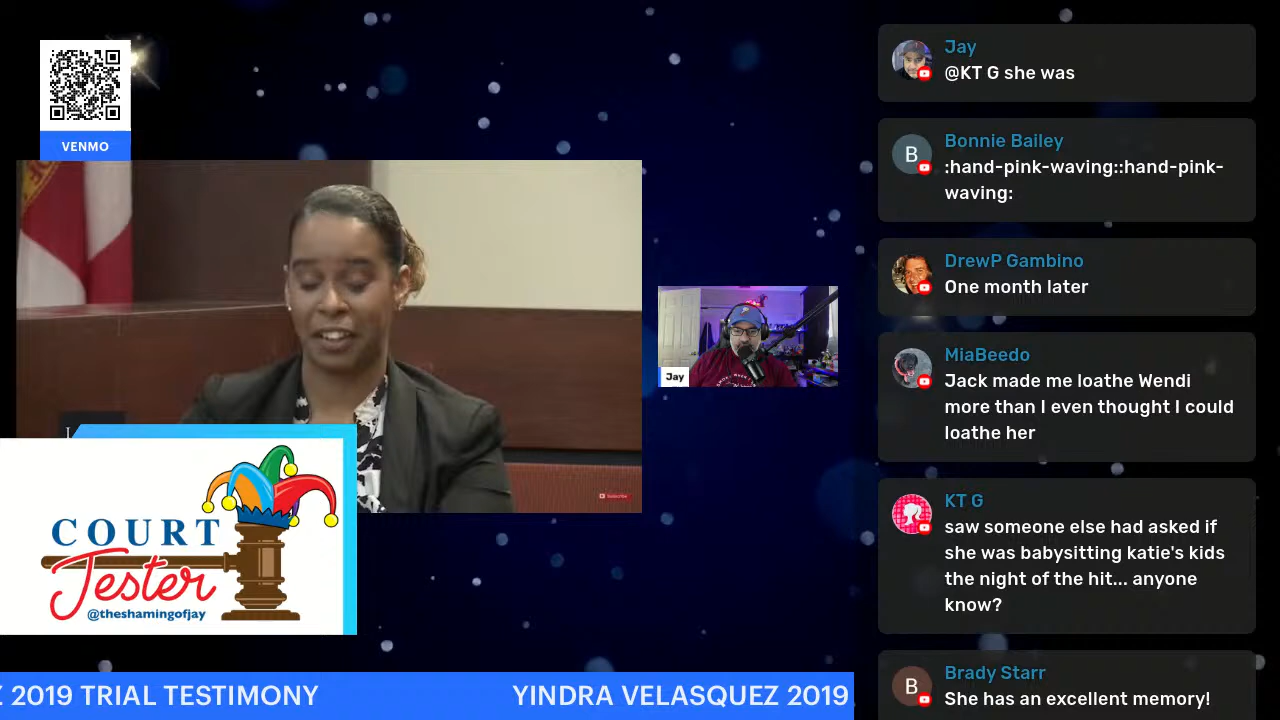 VENMO
Jay
COURT
Jester
@theshamingofjay
Z 2019 TRIAL TESTIMONY
YINDRA VELASQUEZ 2019
Jay
@KT G she was
B
Bonnie Bailey
:hand-pink-waving::hand-pink-
waving:
DrewP Gambino
One month later
MiaBeedo
Jack made me loathe Wendi
more than I even thought I could
loathe her
KT G
saw someone else had asked if
she was babysitting katie's kids
the night of the hit... anyone
know?
B
Brady Starr
She has an excellent memory!